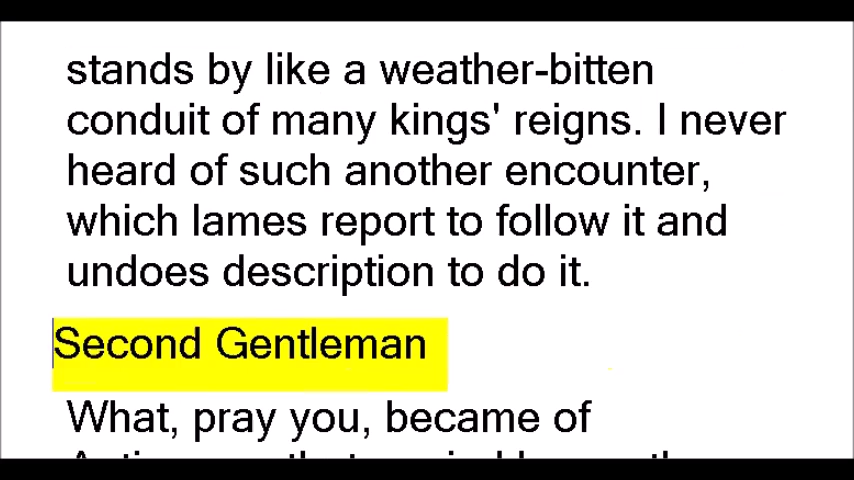 stands by like a weather-bitten
conduit of many kings' reigns. I never
heard of such another encounter,
which lames report to follow it and
undoes description to do it.
Second Gentleman
What, pray you, became of